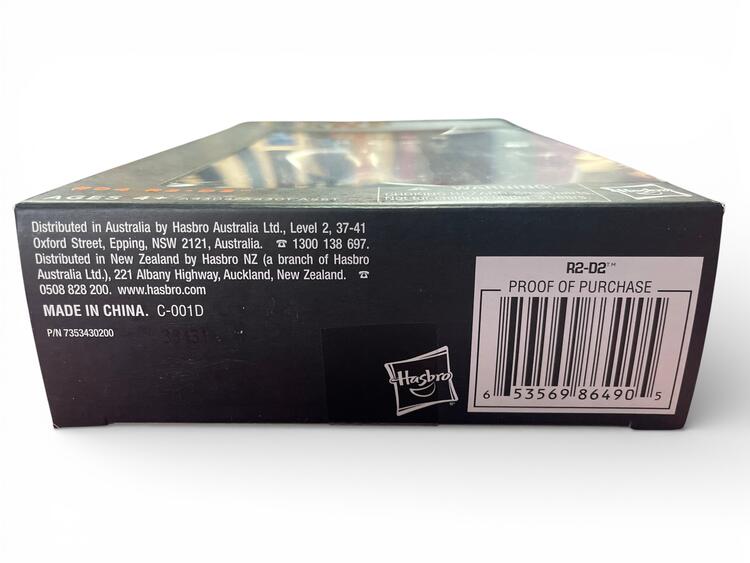 AGES 4+
WARNING:
Hasbro
Distributed in Australia by Hasbro Australia Ltd., Level 2, 37-41
Oxford Street, Epping, NSW 2121, Australia. ☎ 1300 138 697.
Distributed in New Zealand by Hasbro NZ (a branch of Hasbro
Australia Ltd.), 221 Albany Highway, Auckland, New Zealand. ☎
0508 828 200. www.hasbro.com
MADE IN CHINA. C-001D
P/N 7353430200
Hasbro
R2-D2™
PROOF OF PURCHASE
6 53569 86490 5